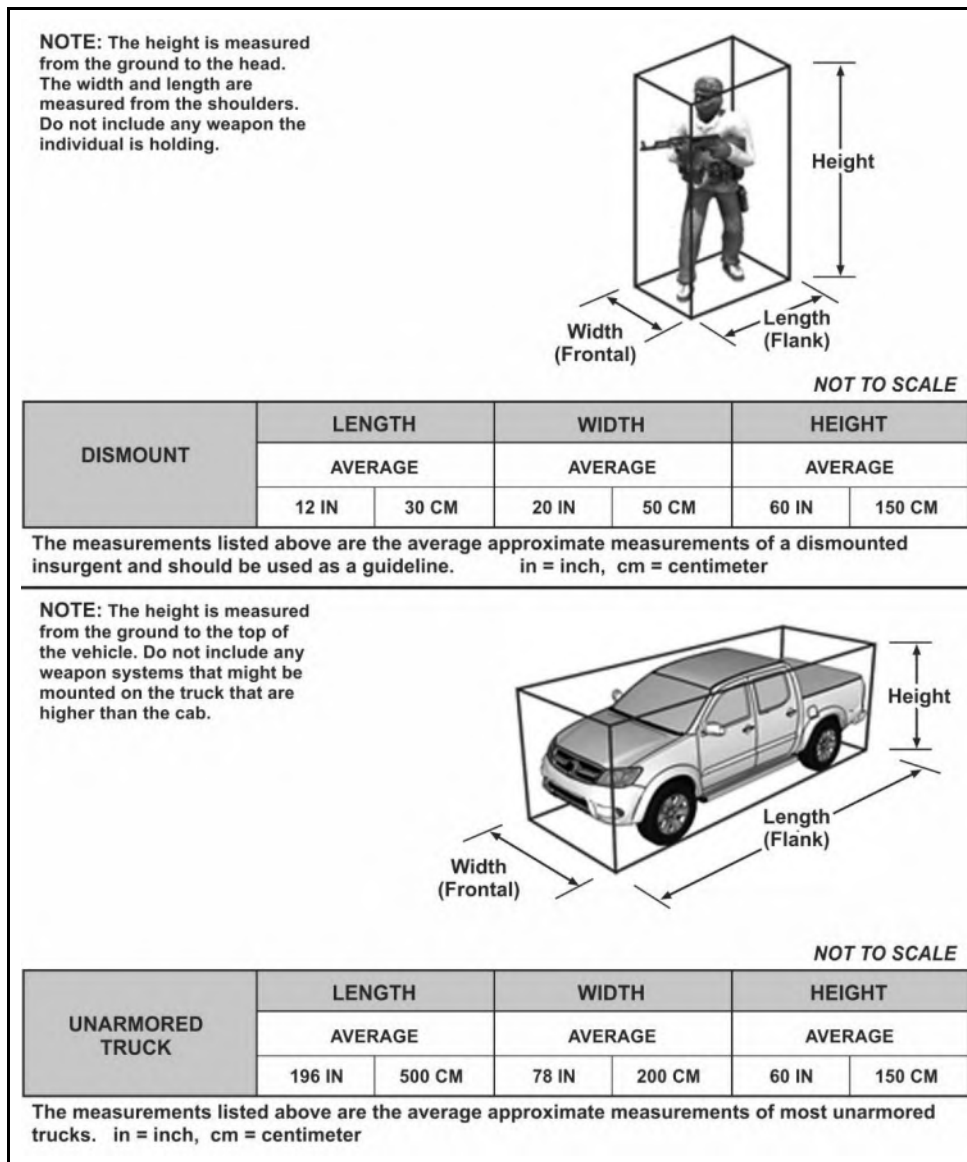 NOTE: The height is measured
from the ground to the head.
The width and length are
measured from the shoulders.
Do not include any weapon the
individual is holding.
Height
Width
(Frontal)
Length
(Flank)
NOT TO SCALE
DISMOUNT
LENGTH WIDTH HEIGHT
AVERAGE AVERAGE AVERAGE
12 IN 30 CM 20 IN 50 CM 60 IN 150 CM
The measurements listed above are the average approximate measurements of a dismounted
insurgent and should be used as a guideline. in = inch, cm = centimeter
NOTE: The height is measured
from the ground to the top of
the vehicle. Do not include any
weapon systems that might be
mounted on the truck that are
higher than the cab.
Height
Length
(Flank)
Width
(Frontal)
NOT TO SCALE
UNARMORED
TRUCK
LENGTH WIDTH HEIGHT
AVERAGE AVERAGE AVERAGE
196 IN 500 CM 78 IN 200 CM 60 IN 150 CM
The measurements listed above are the average approximate measurements of most unarmored
trucks. in = inch, cm = centimeter